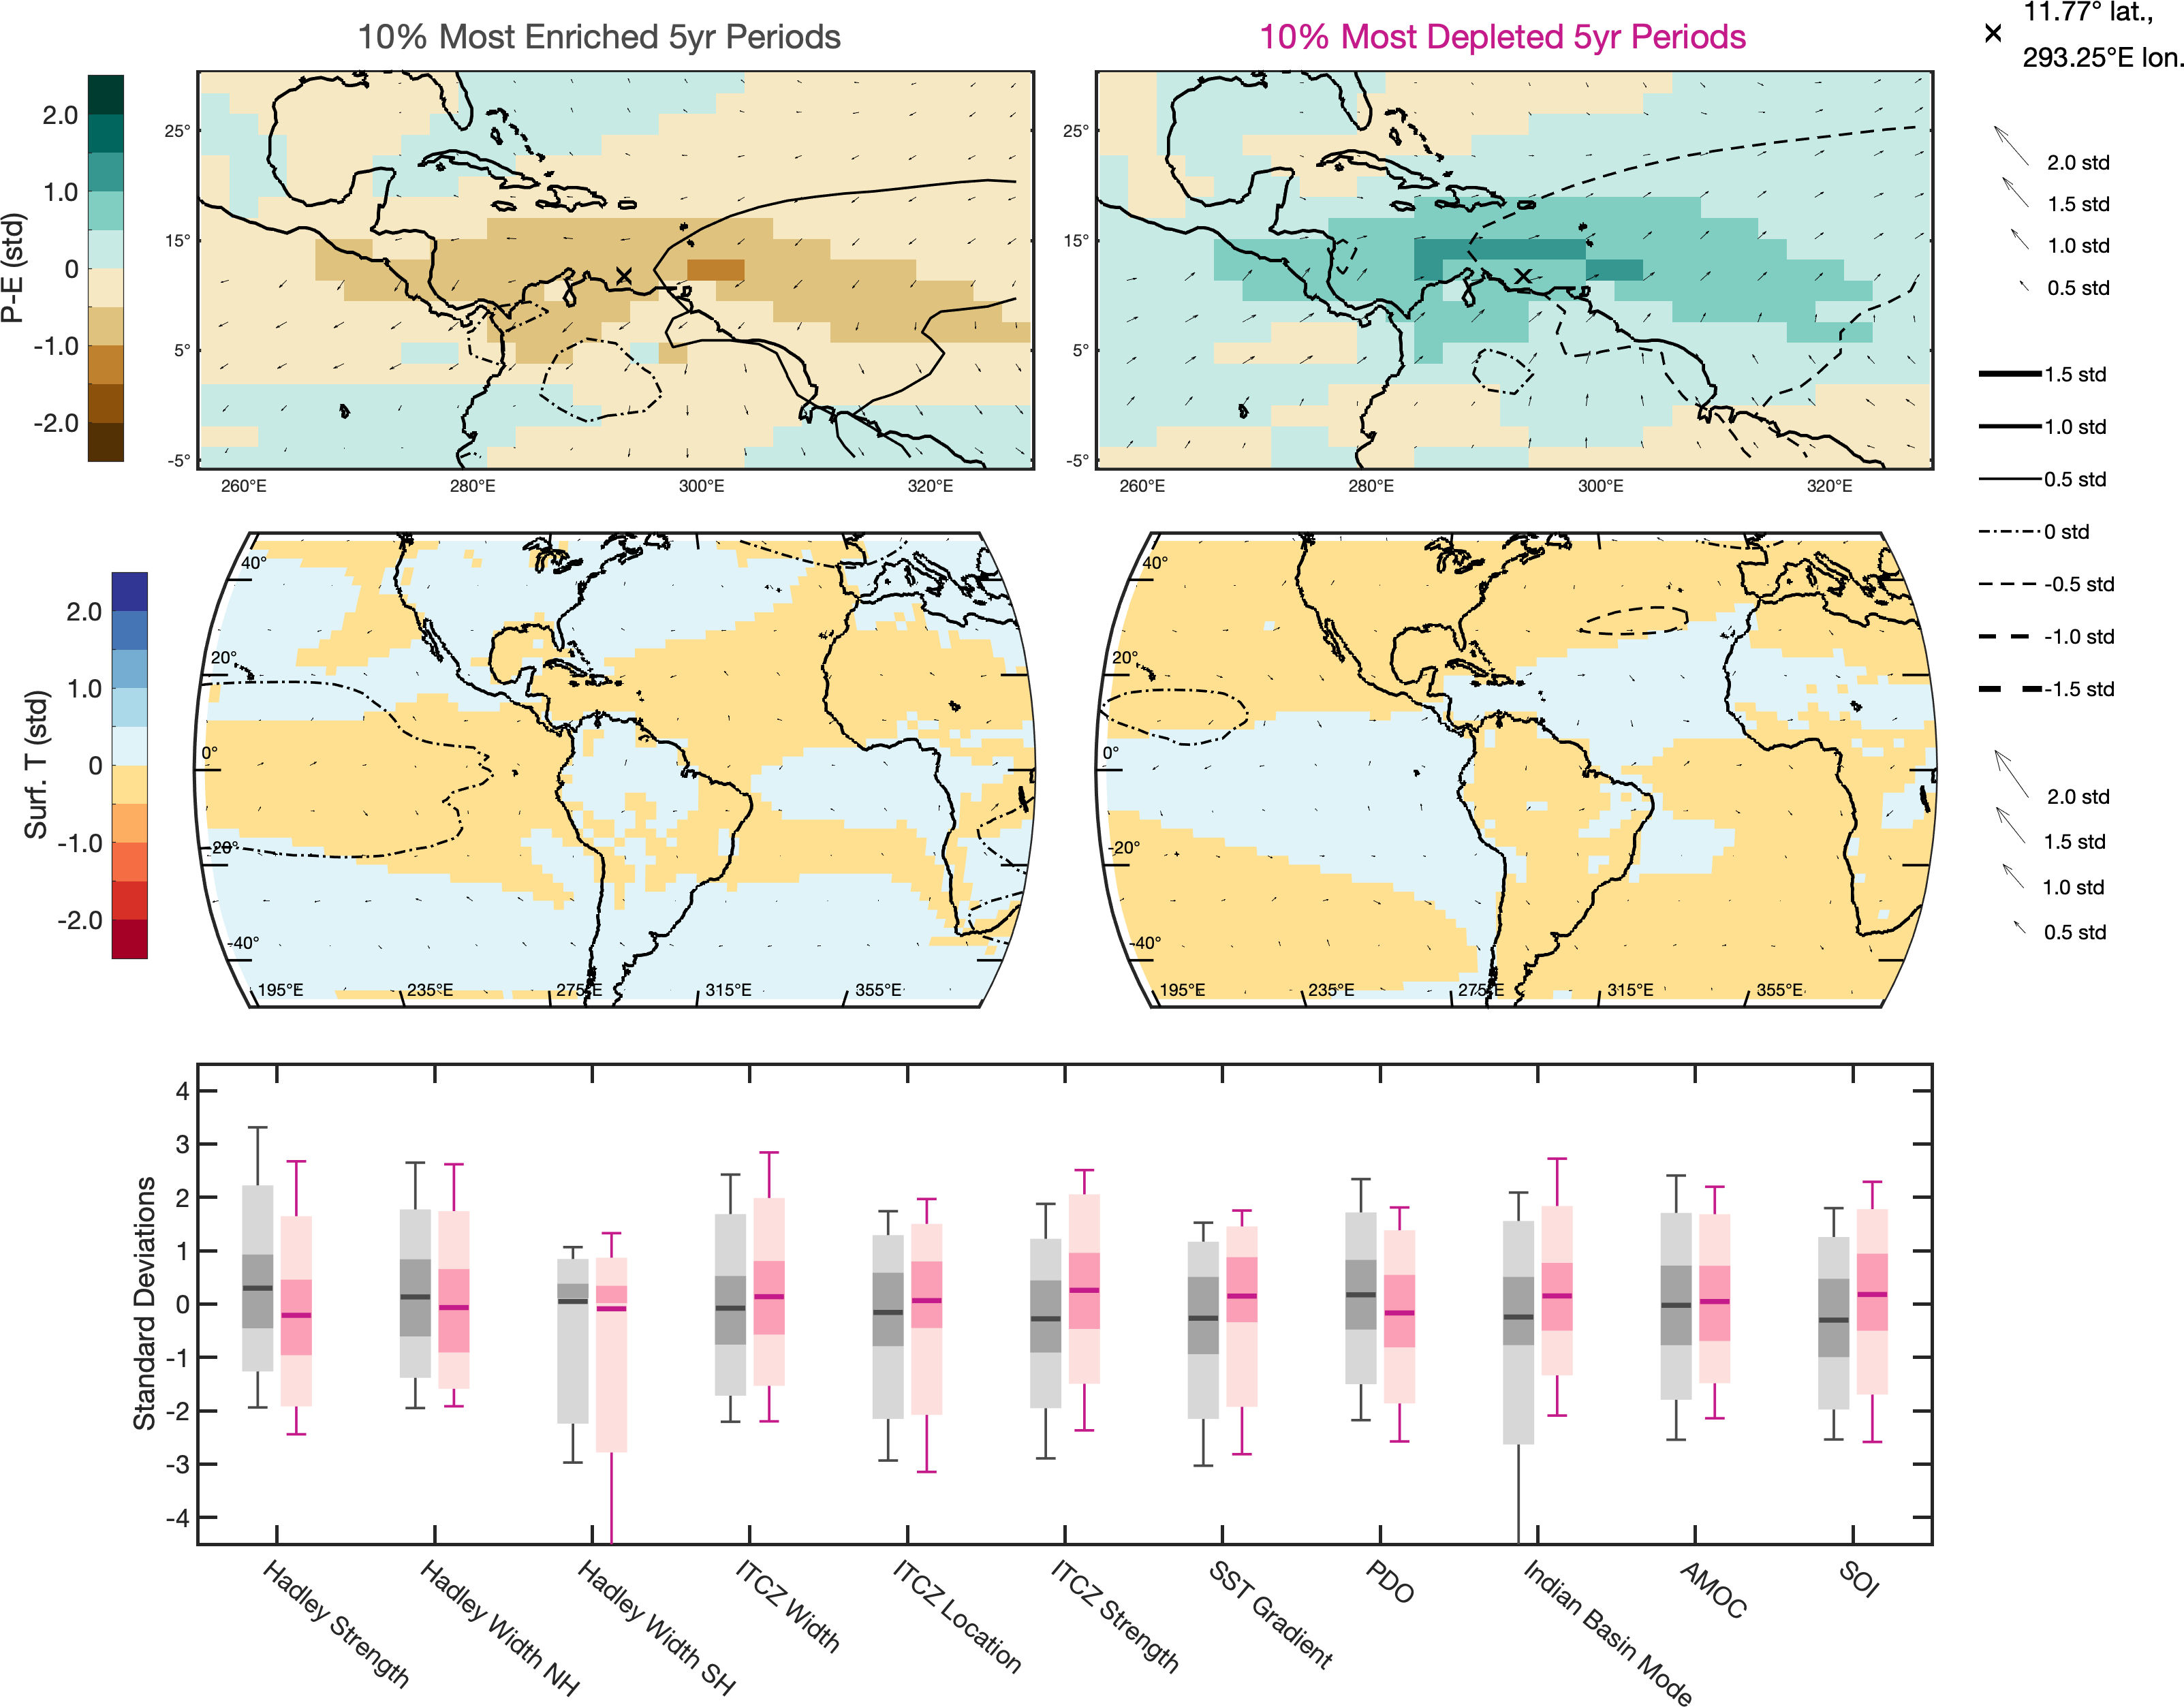 10% Most Enriched 5yr Periods
10% Most Depleted 5yr Periods
11.77° lat.,
293.25°E lon.
P-E (std)
2.0
1.0
0
-1.0
-2.0
25°
15°
5°
-5°
260°E
280°E
300°E
320°E
25°
15°
5°
-5°
260°E
280°E
300°E
320°E
2.0 std
1.5 std
1.0 std
0.5 std
1.5 std
1.0 std
0.5 std
0 std
-0.5 std
-1.0 std
-1.5 std
Surf. T (std)
2.0
1.0
0
-1.0
-2.0
40°
20°
0°
-20°
-40°
195°E
235°E
275°E
315°E
355°E
40°
20°
0°
-20°
-40°
195°E
235°E
275°E
315°E
355°E
2.0 std
1.5 std
1.0 std
0.5 std
Standard Deviations
4
3
2
1
0
-1
-2
-3
-4
Hadley Strength
Hadley Width NH
Hadley Width SH
ITCZ Width
ITCZ Location
ITCZ Strength
SST Gradient
PDO
Indian Basin Mode
AMOC
SOI